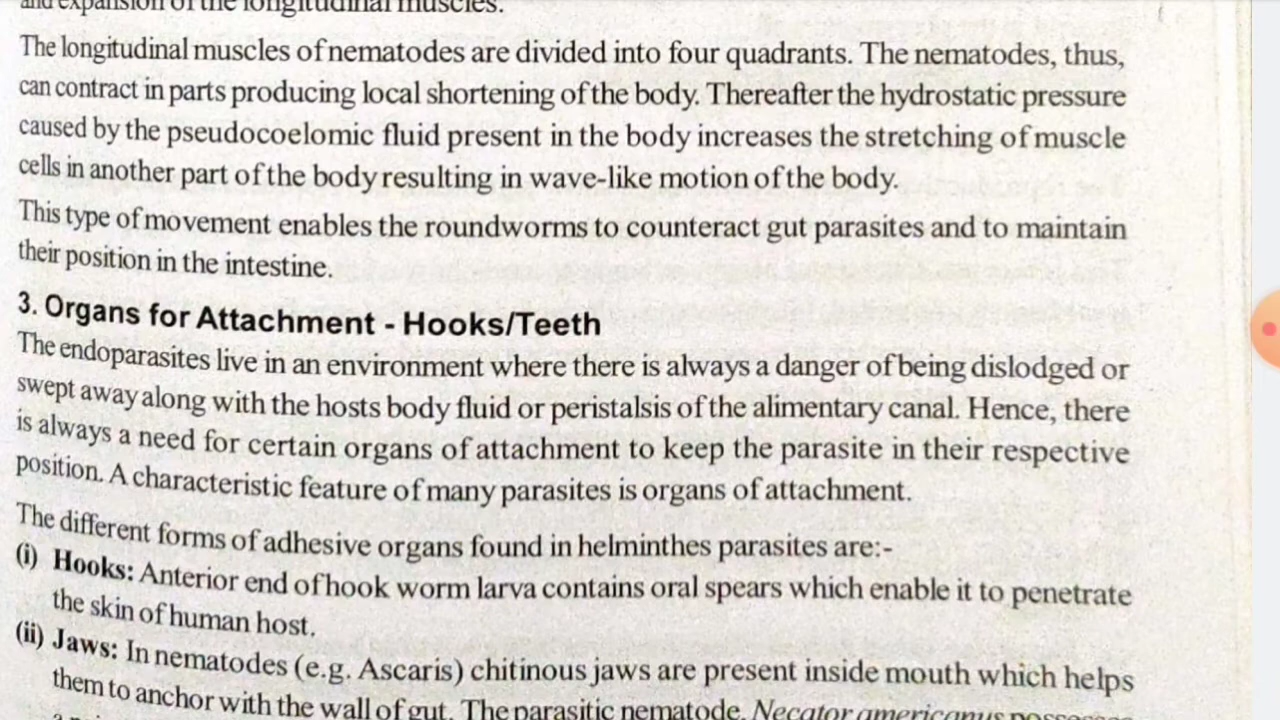 and expansion of the longitudinal muscles.
The longitudinal muscles of nematodes are divided into four quadrants. The nematodes, thus,
can contract in parts producing local shortening of the body. Thereafter the hydrostatic pressure
caused by the pseudocoelomic fluid present in the body increases the stretching of muscle
cells in another part of the body resulting in wave-like motion of the body.
This type of movement enables the roundworms to counteract gut parasites and to maintain
their position in the intestine.
3. Organs for Attachment - Hooks/Teeth
The endoparasites live in an environment where there is always a danger of being dislodged or
swept away along with the hosts body fluid or peristalsis of the alimentary canal. Hence, there
is always a need for certain organs of attachment to keep the parasite in their respective
position. A characteristic feature of many parasites is organs of attachment.
The different forms of adhesive organs found in helminthes parasites are:-
(i) Hooks: Anterior end of hook worm larva contains oral spears which enable it to penetrate
the skin of human host.
(ii) Jaws: In nematodes (e.g. Ascaris) chitinous jaws are present inside mouth which helps
them to anchor with the wall of gut. The parasitic nematode, Necator americanus